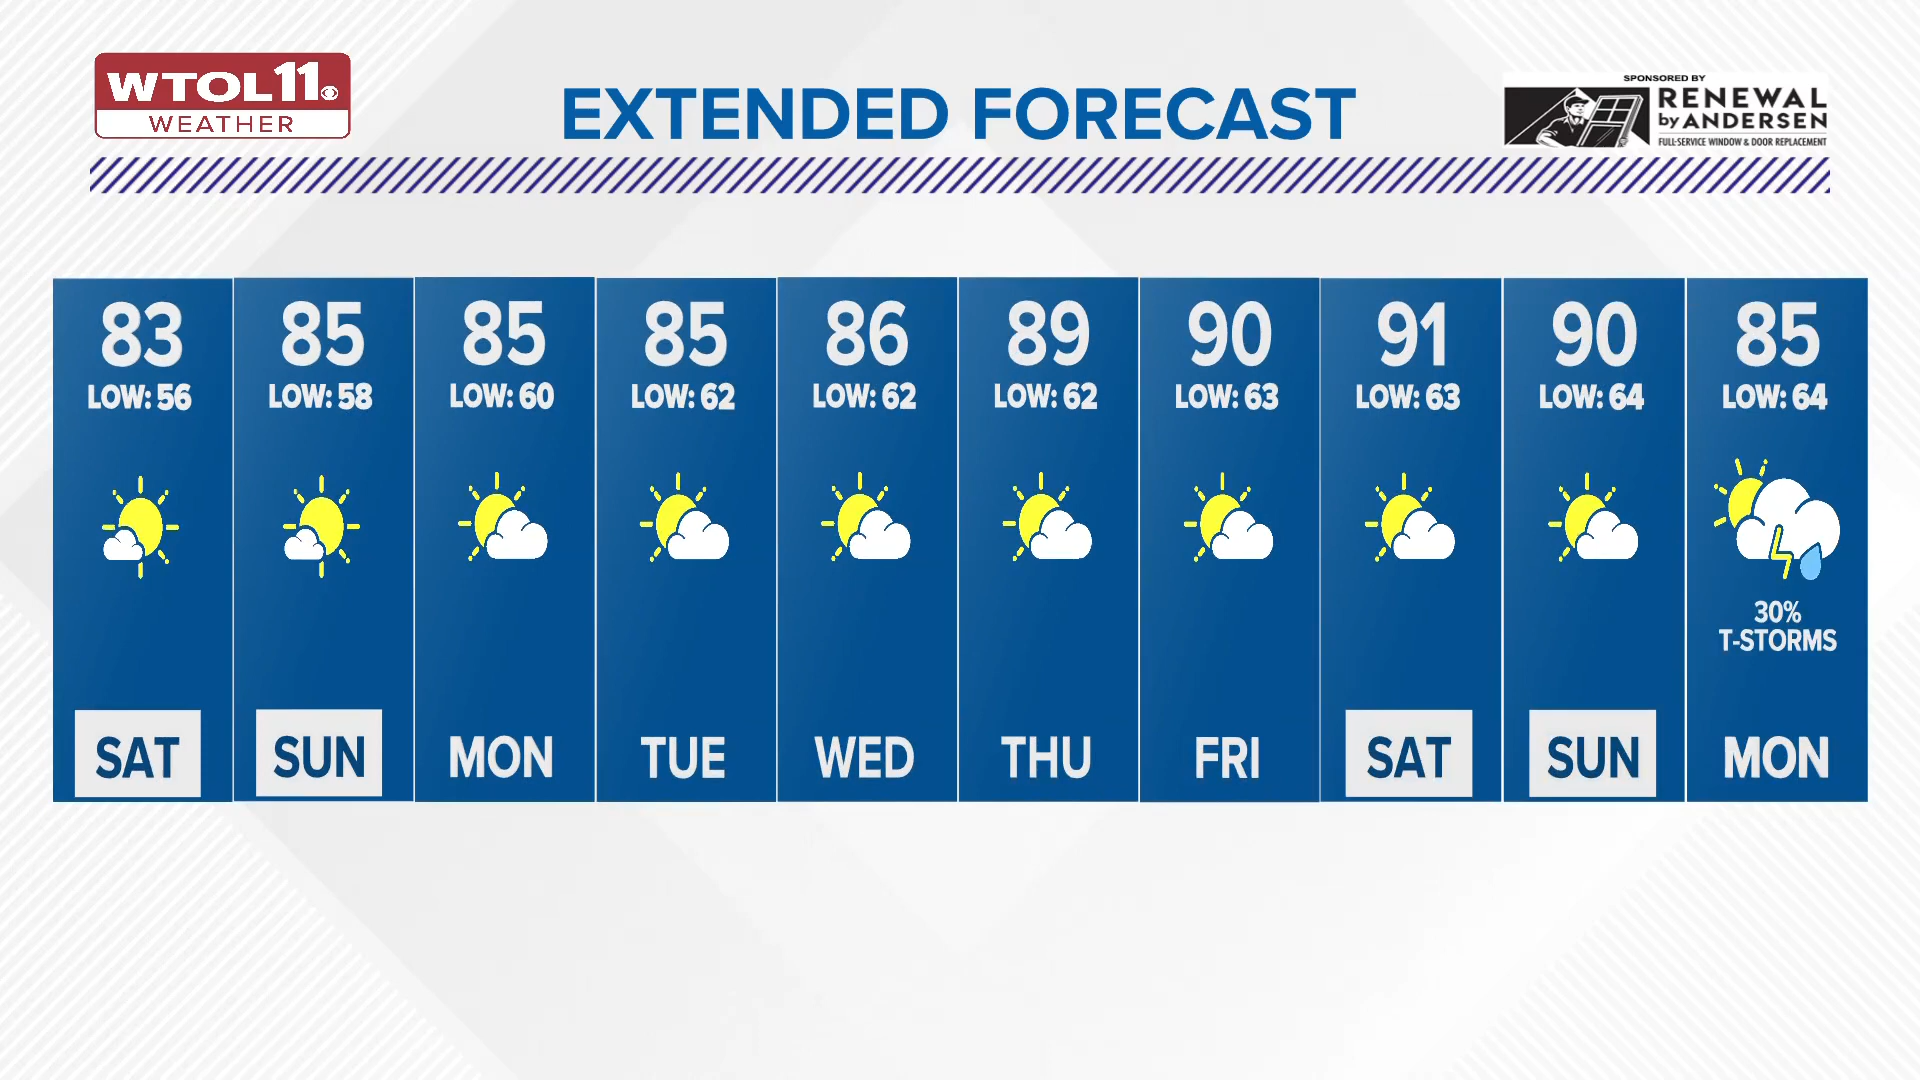 WTOL 11
WEATHER
EXTENDED FORECAST
SPONSORED BY
RENEWAL
by ANDERSEN
FULL-SERVICE WINDOW & DOOR REPLACEMENT
83 85 85 85 86 89 90 91 90 85
LOW: 56 LOW: 58 LOW: 60 LOW: 62 LOW: 62 LOW: 62 LOW: 63 LOW: 63 LOW: 64 LOW: 64
30%
T-STORMS
SAT SUN MON TUE WED THU FRI SAT SUN MON